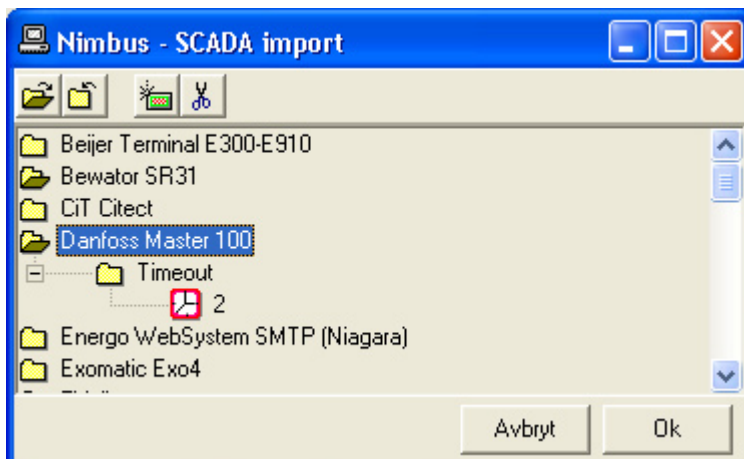 Nimbus - SCADA import
Beijer Terminal E300-E910
Bewator SR31
CiT Citect
Danfoss Master 100
Timeout
2
Energo WebSystem SMTP (Niagara)
Exomatic Exo4
Avbryt Ok